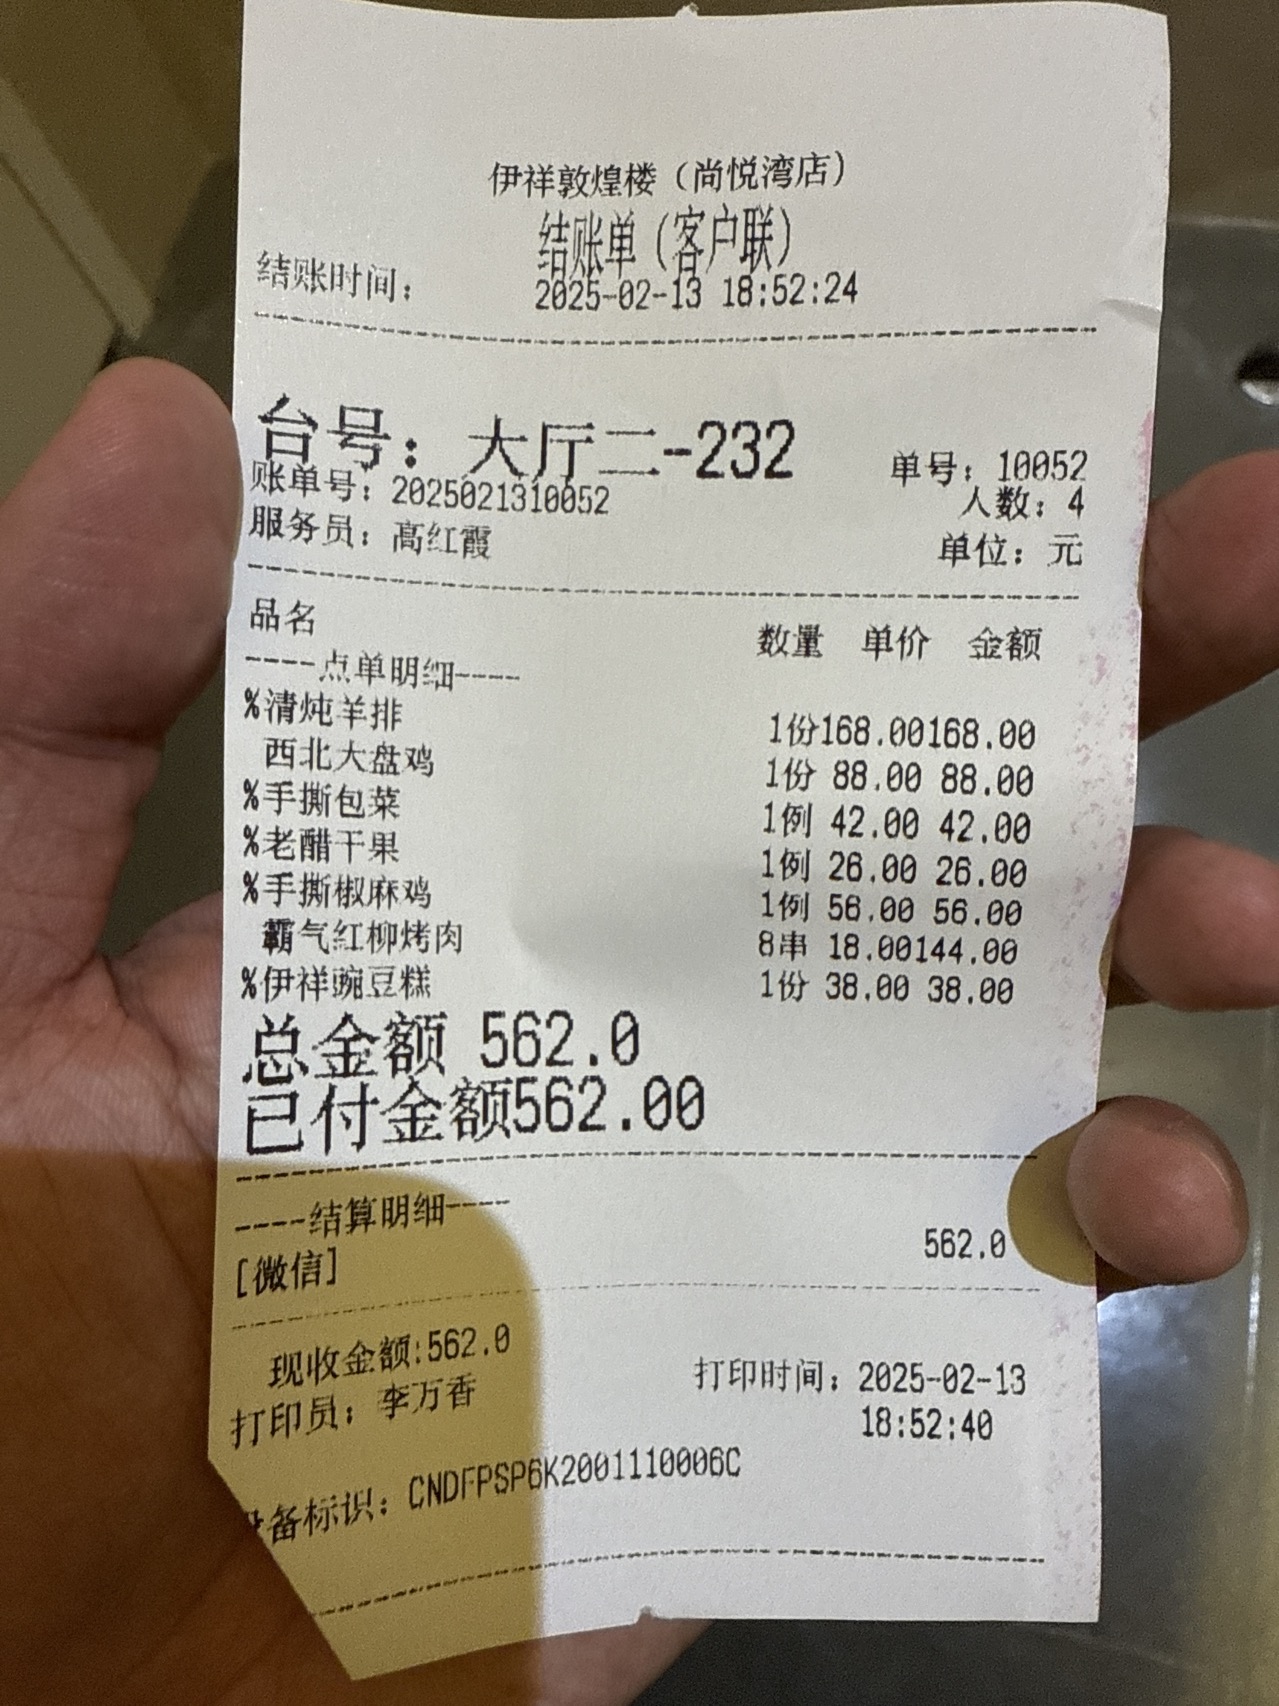 伊祥敦煌楼（尚悦湾店）
结账单（客户联）
结账时间： 2025-02-13 18:52:24
台号：大厅二-232 单号：10052
账单号：2025021310052 人数：4
服务员：高红霞 单位：元
品名 数量 单价 金额
----点单明细----
%清炖羊排 1份168.00168.00
西北大盘鸡 1份 88.00 88.00
%手撕包菜 1例 42.00 42.00
%老醋干果 1例 26.00 26.00
%手撕椒麻鸡 1例 56.00 56.00
霸气红柳烤肉 8串 18.00144.00
%伊祥豌豆糕 1份 38.00 38.00
总金额 562.0
已付金额562.00
----结算明细----
[微信] 562.0
现收金额:562.0
打印员：李万香 打印时间：2025-02-13
18:52:40
备标识：CNDFPSP6K2001110006C